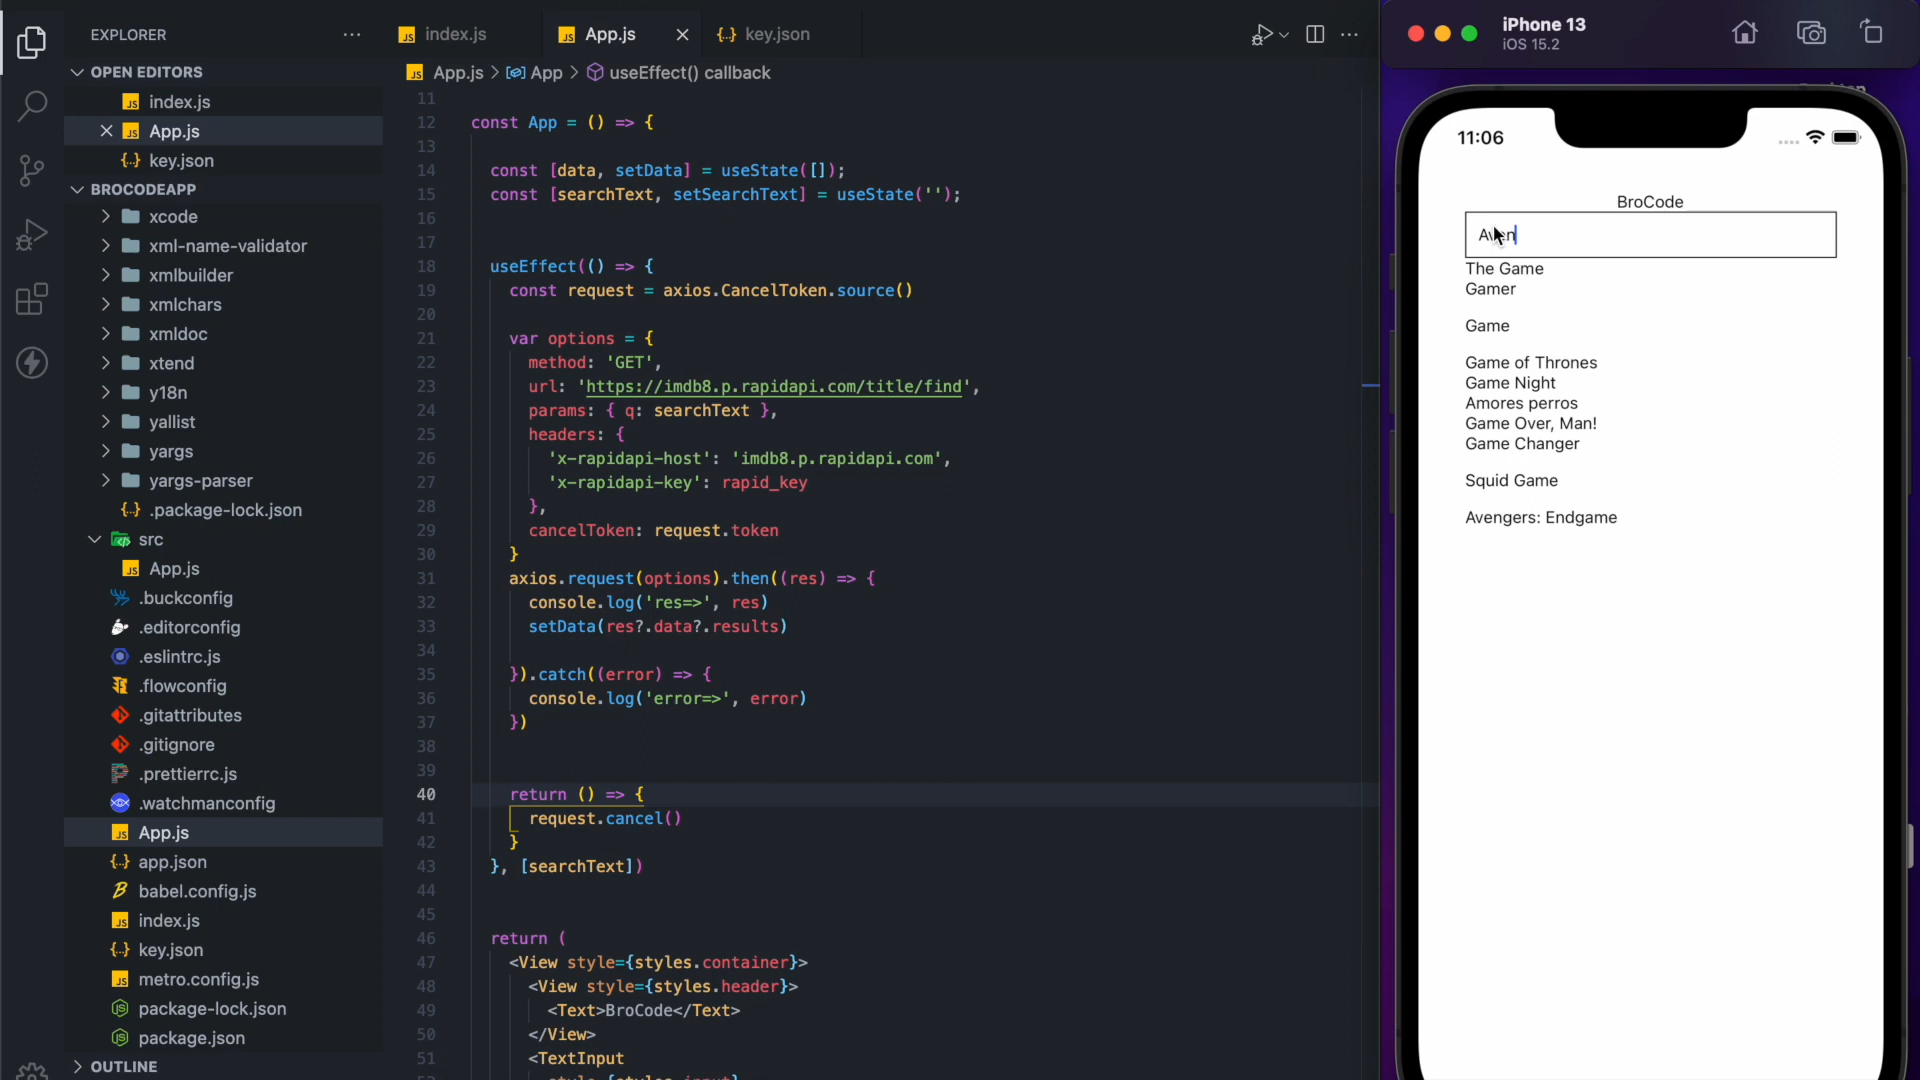 EXPLORER
OPEN EDITORS
index.js
App.js
key.json
BROCODEAPP
xcode
xml-name-validator
xmlbuilder
xmlchars
xmldoc
xtend
y18n
yallist
yargs
yargs-parser
.package-lock.json
src
App.js
.buckconfig
.editorconfig
.eslintrc.js
.flowconfig
.gitattributes
.gitignore
.prettierrc.js
.watchmanconfig
App.js
app.json
babel.config.js
index.js
key.json
metro.config.js
package-lock.json
package.json
OUTLINE
index.js App.js key.json
App.js > App > useEffect() callback
11
12 const App = () => {
13
14 const [data, setData] = useState([]);
15 const [searchText, setSearchText] = useState('');
16
17
18 useEffect(() => {
19 const request = axios.CancelToken.source()
20
21 var options = {
22 method: 'GET',
23 url: 'https://imdb8.p.rapidapi.com/title/find',
24 params: { q: searchText },
25 headers: {
26 'x-rapidapi-host': 'imdb8.p.rapidapi.com',
27 'x-rapidapi-key': rapid_key
28 },
29 cancelToken: request.token
30 }
31 axios.request(options).then((res) => {
32 console.log('res=>', res)
33 setData(res?.data?.results)
34
35 }).catch((error) => {
36 console.log('error=>', error)
37 })
38
39
40 return () => {
41 request.cancel()
42 }
43 }, [searchText])
44
45
46 return (
47 <View style={styles.container}>
48 <View style={styles.header}>
49 <Text>BroCode</Text>
50 </View>
51 <TextInput
iPhone 13
iOS 15.2
11:06
BroCode
Aven
The Game
Gamer
Game
Game of Thrones
Game Night
Amores perros
Game Over, Man!
Game Changer
Squid Game
Avengers: Endgame